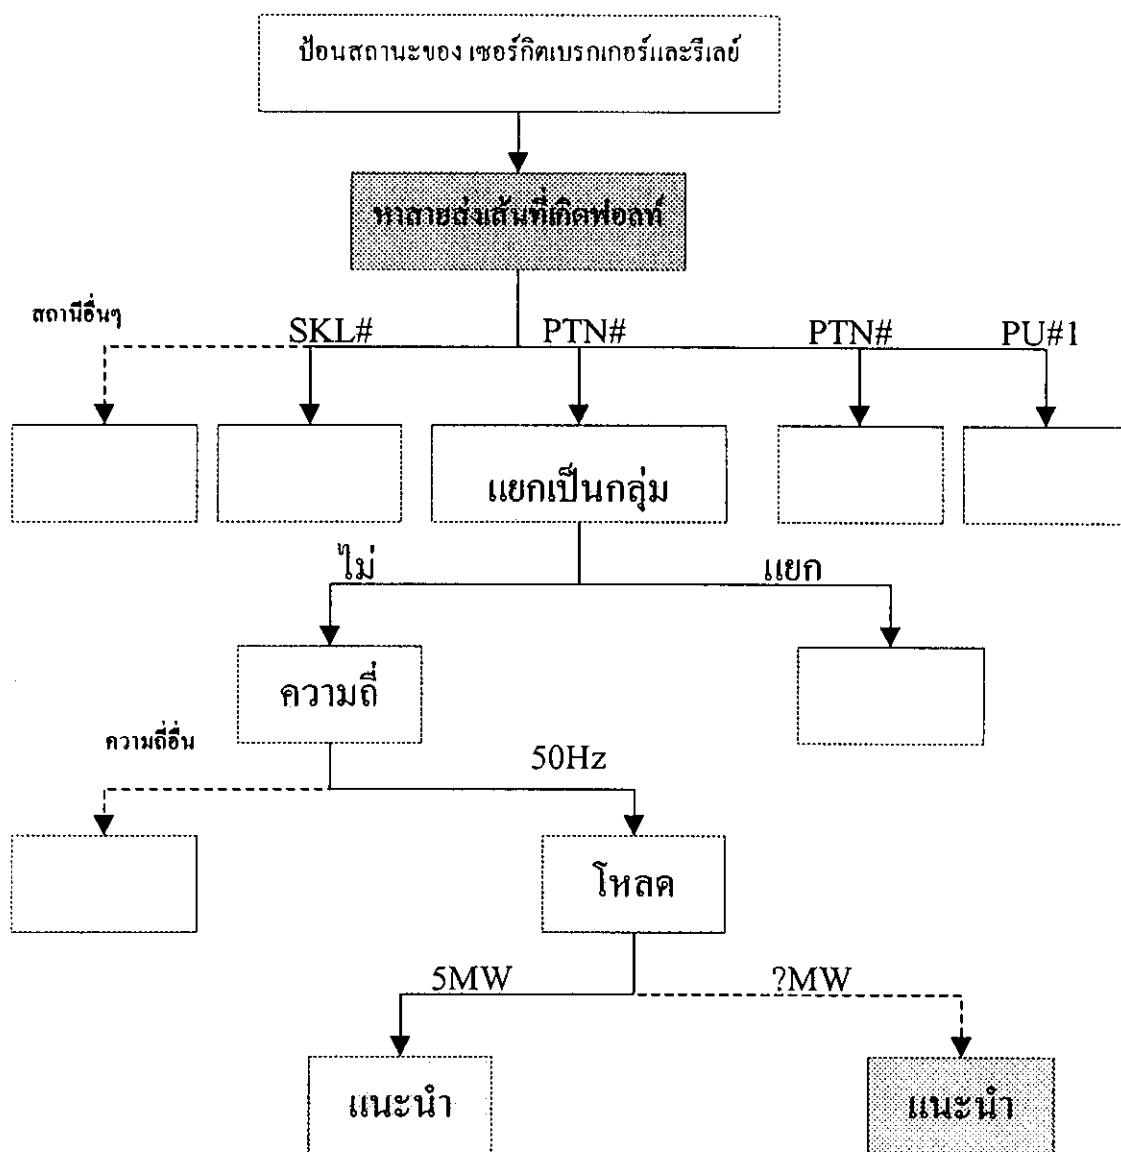 ป้อนสถานะของ เซอร์กิตเบรกเกอร์และรีเลย์
หาสายส่งเส้นที่เกิดฟอลท์
สถานีอื่นๆ
SKL#
PTN#
PTN#
PU#1
แยกเป็นกลุ่ม
ไม่
แยก
ความถี่
ความถี่อื่น
50Hz
โหลด
5MW
?MW
แนะนำ
แนะนำ